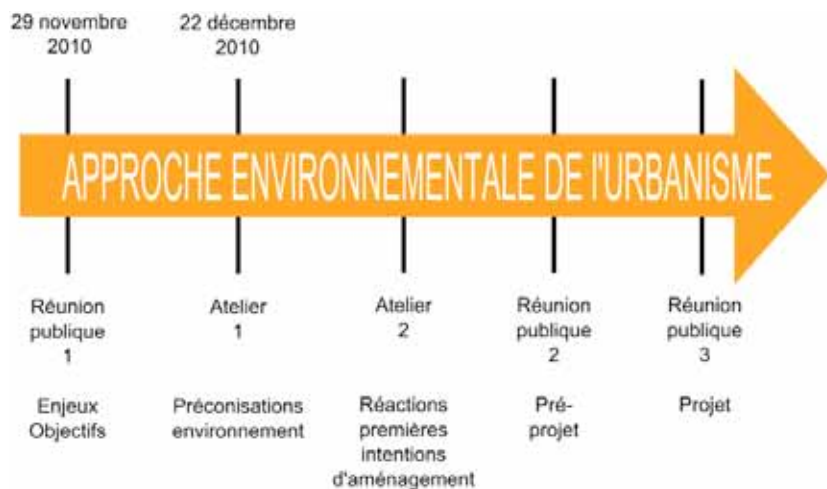 29 novembre
2010
22 décembre
2010
APPROCHE ENVIRONNEMENTALE DE l'URBANISME
Réunion
publique
1
Atelier
1
Atelier
2
Réunion
publique
2
Réunion
publique
3
Enjeux
Objectifs
Préconisations
environnement
Réactions
premières
intentions
d'aménagement
Pré-
projet
Projet